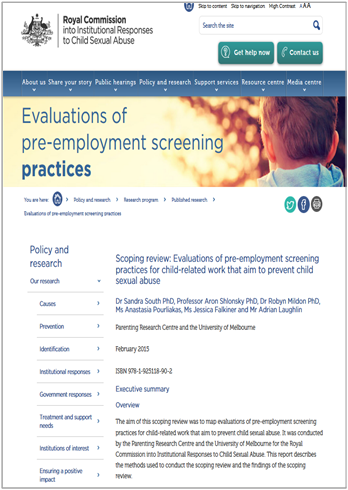 Skip to content Skip to navigation High Contrast A A A
Royal Commission
into Institutional Responses
to Child Sexual Abuse
Search the site
Get help now
Contact us
About us Share your story Public hearings Policy and research Support services Resource centre Media centre
Evaluations of
pre-employment screening
practices
You are here: > Policy and research > Research program > Published research >
Evaluations of pre-employment screening practices
Policy and
research
Our research
Causes
Prevention
Identification
Institutional responses
Government responses
Treatment and support
needs
Institutions of interest
Ensuring a positive
impact
Scoping review: Evaluations of pre-employment screening
practices for child-related work that aim to prevent child
sexual abuse
Dr Sandra South PhD, Professor Aron Shlonsky PhD, Dr Robyn Mildon PhD,
Ms Anastasia Pourliakas, Ms Jessica Falkiner and Mr Adrian Laughlin
Parenting Research Centre and the University of Melbourne
February 2015
ISBN 978-1-925118-90-2
Executive summary
Overview
The aim of this scoping review was to map evaluations of pre-employment screening
practices for child-related work that aim to prevent child sexual abuse. It was conducted
by the Parenting Research Centre and the University of Melbourne for the Royal
Commission into Institutional Responses to Child Sexual Abuse. This report describes
the methods used to conduct the scoping review and the findings of the scoping
review.